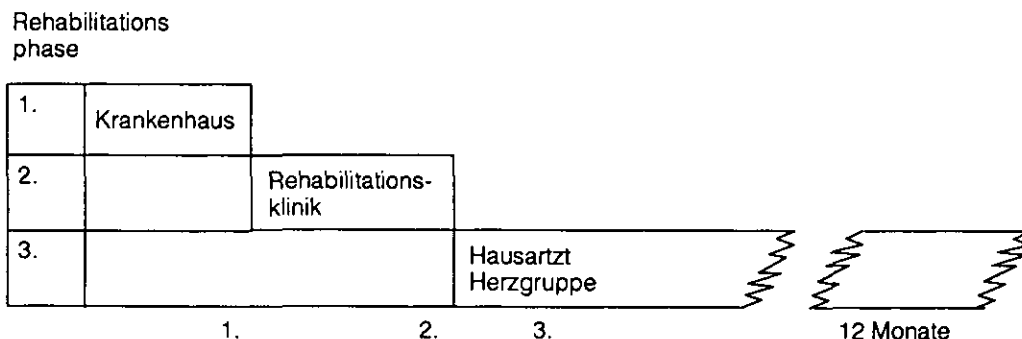 Rehabilitations
phase
1.
Krankenhaus
2.
Rehabilitations-
klinik
3.
Hausartzt
Herzgruppe
1. 2. 3. 12 Monate